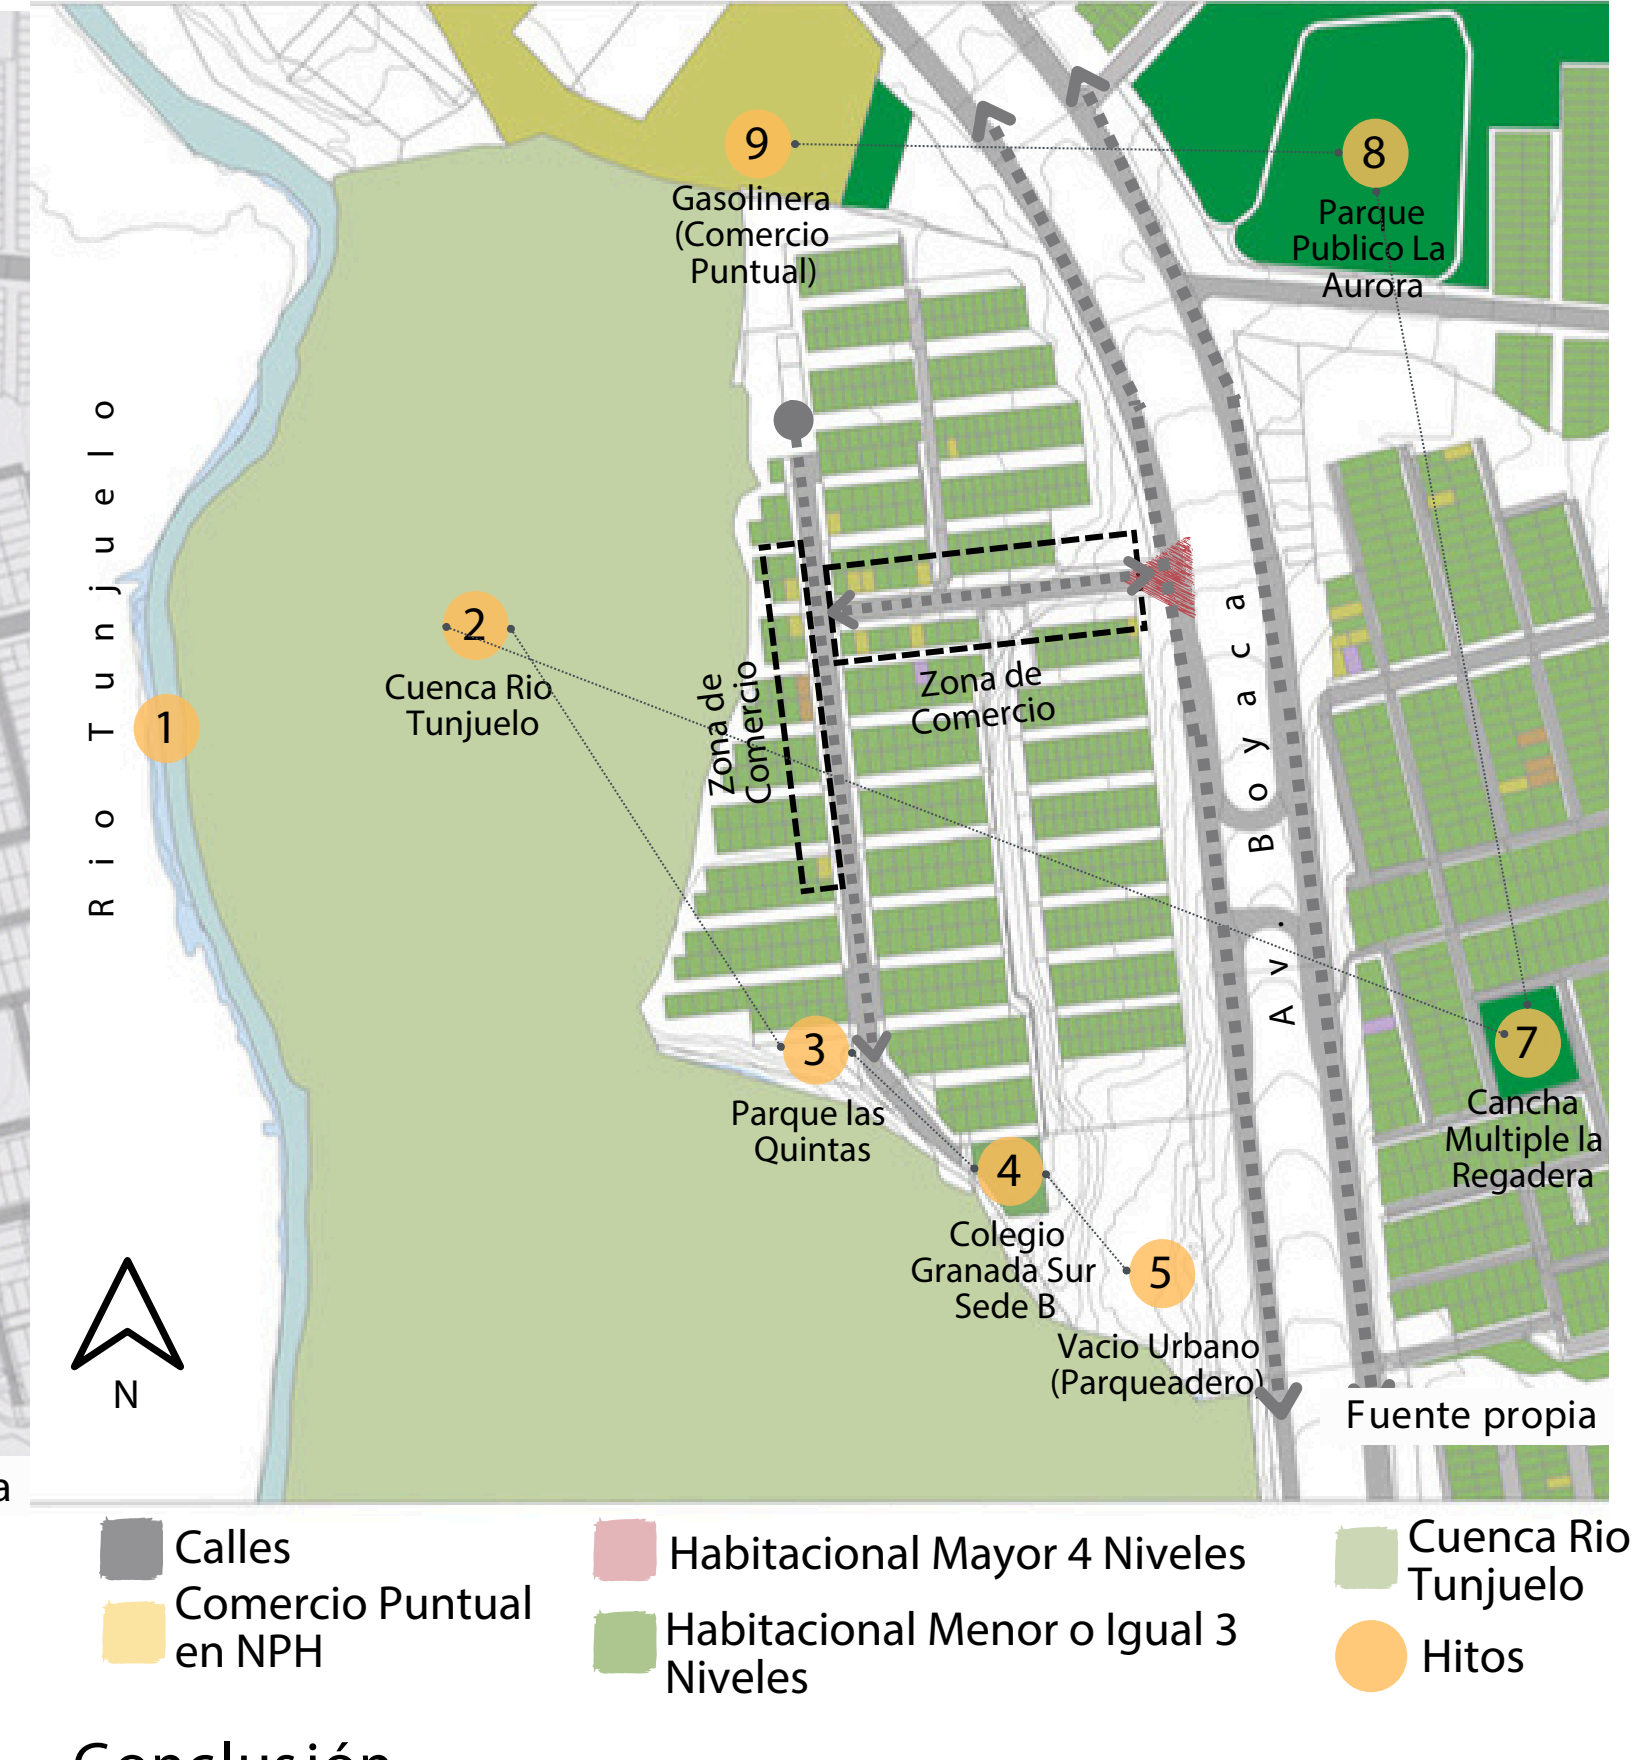 9
Gasolinera
(Comercio
Puntual)
8
Parque
Publico La
Aurora
Rio Tunjuelo
1
2
Cuenca Rio
Tunjuelo
Zona de
Comercio
Zona de
Comercio
Av. Boyaca
3
Parque las
Quintas
4
Colegio
Granada Sur
Sede B
5
Vacio Urbano
(Parqueadero)
7
Cancha
Multiple la
Regadera
N
Fuente propia
a
Calles
Comercio Puntual
en NPH
Habitacional Mayor 4 Niveles
Habitacional Menor o Igual 3
Niveles
Cuenca Rio
Tunjuelo
Hitos
Conclusión